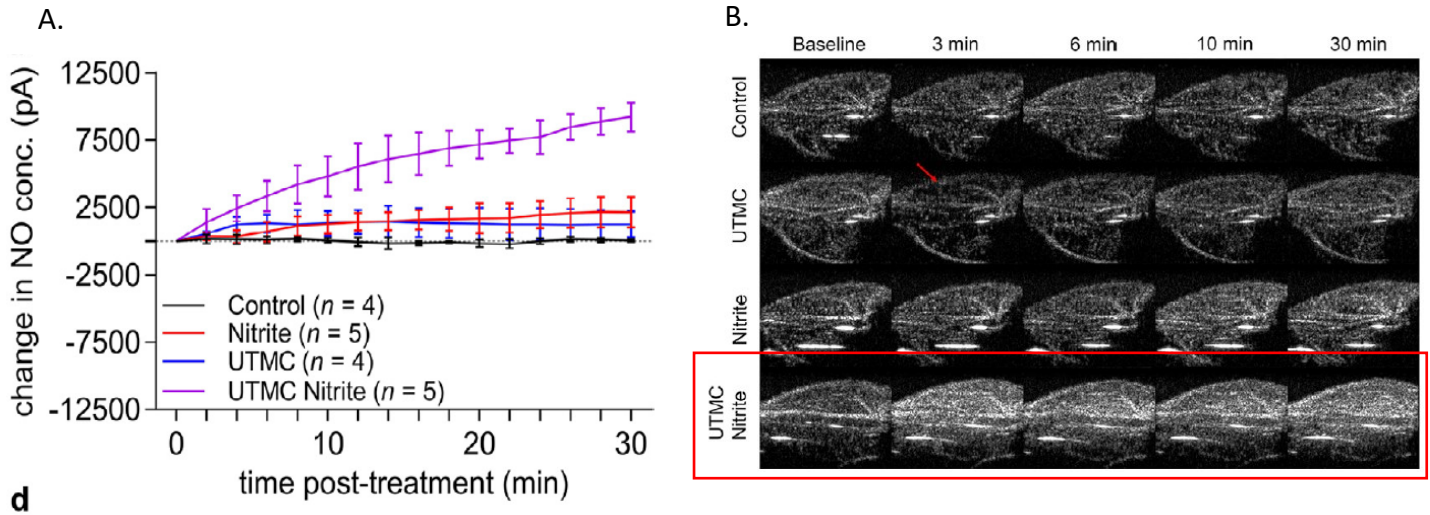 A.
change in NO conc. (pA)
12500
7500
2500
-2500
-7500
-12500
Control (n = 4)
Nitrite (n = 5)
UTMC (n = 4)
UTMC Nitrite (n = 5)
0 10 20 30
time post-treatment (min)
d
B.
Baseline 3 min 6 min 10 min 30 min
Control
UTMC
Nitrite
UTMC
Nitrite